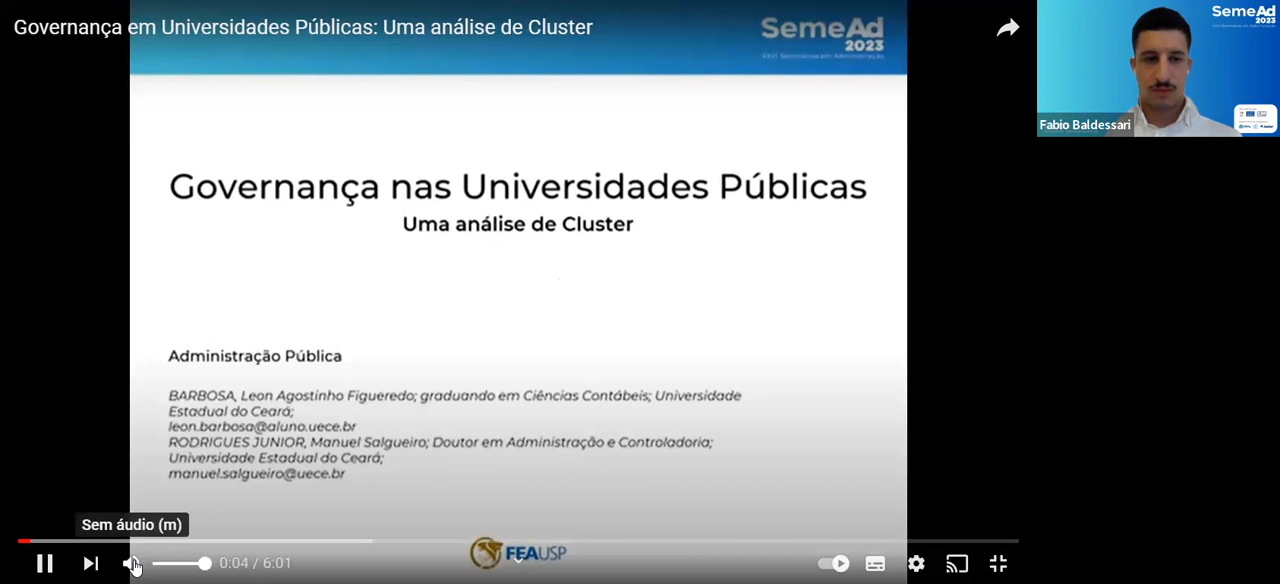 Governança em Universidades Públicas: Uma análise de Cluster
SemeAd
2023
SemeAd
2023
Fabio Baldessari
Governança nas Universidades Públicas
Uma análise de Cluster
Administração Pública
BARBOSA, Leon Agostinho Figueredo; graduando em Ciências Contábeis; Universidade
Estadual do Ceará;
leon.barbosa@aluno.uece.br
RODRIGUES JUNIOR, Manuel Salgueiro; Doutor em Administração e Controladoria;
Universidade Estadual do Ceará;
manuel.salgueiro@uece.br
Sem áudio (m)
0:04 / 6:01
FEAUSP